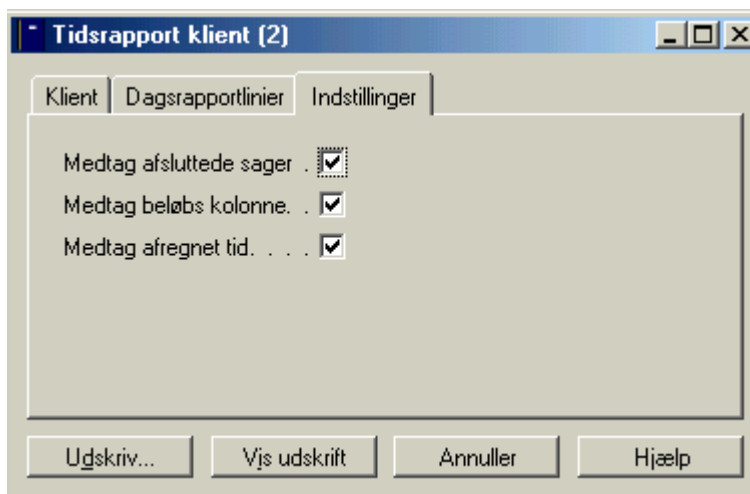 Tidsrapport klient (2)
Klient Dagsrapportlinier Indstillinger
Medtag afsluttede sager .
Medtag beløbs kolonne. .
Medtag afregnet tid. . . . .
Udskriv... Vis udskrift Annuller Hjælp